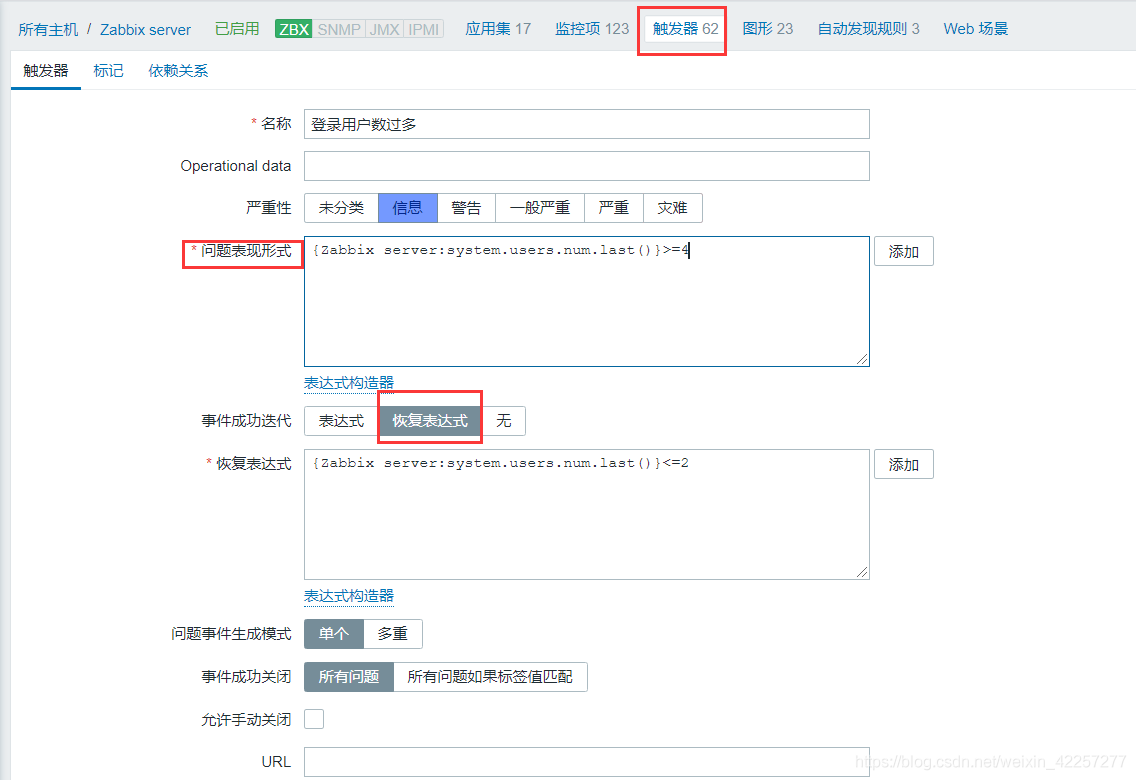 所有主机 / Zabbix server 已启用 ZBX SNMP JMX IPMI 应用集 17 监控项 123 触发器 62 图形 23 自动发现规则 3 Web 场景
触发器 标记 依赖关系
* 名称 登录用户数过多
Operational data
严重性 未分类 信息 警告 一般严重 严重 灾难
* 问题表现形式 {Zabbix server:system.users.num.last()}>=4 添加
表达式构造器
事件成功迭代 表达式 恢复表达式 无
* 恢复表达式 {Zabbix server:system.users.num.last()}<=2 添加
表达式构造器
问题事件生成模式 单个 多重
事件成功关闭 所有问题 所有问题如果标签值匹配
允许手动关闭
URL
https://blog.csdn.net/weixin_42257277